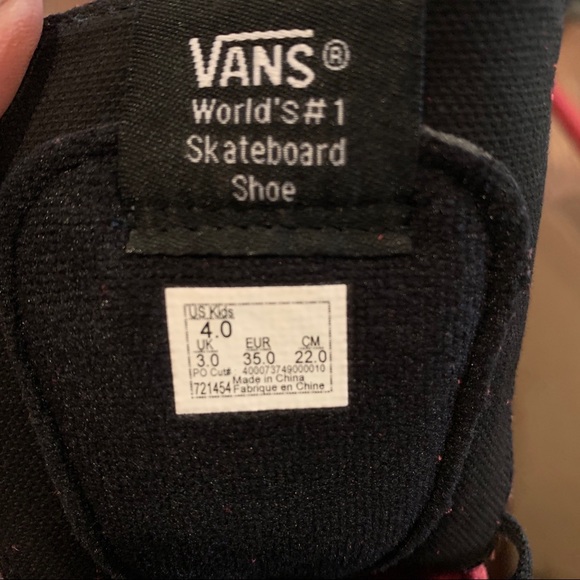 VANS®
World'S#1
Skateboard
Shoe
US Kids
4.0
UK EUR CM
3.0 35.0 22.0
PO Cut# 400073749000010
721454 Made in China
Fabrique en Chine